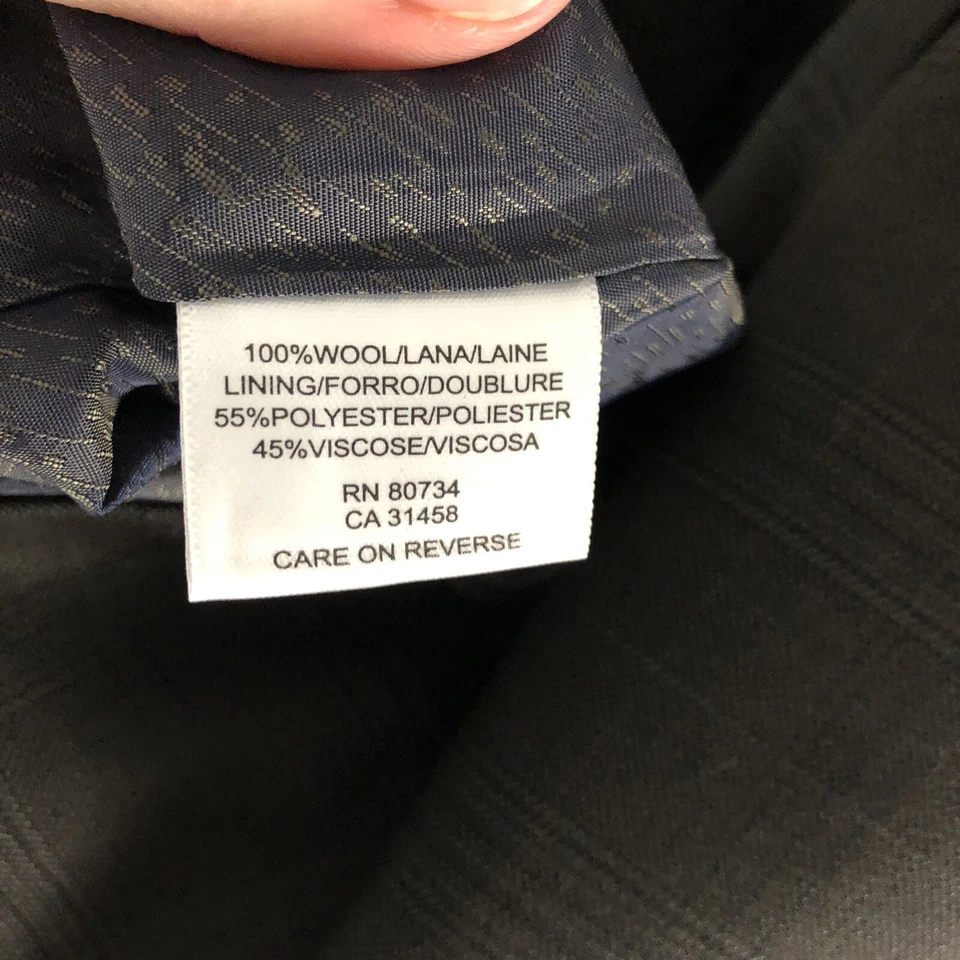 100%WOOL/LANA/LAINE
LINING/FORRO/DOUBLURE
55%POLYESTER/POLIESTER
45%VISCOSE/VISCOSA
RN 80734
CA 31458
CARE ON REVERSE